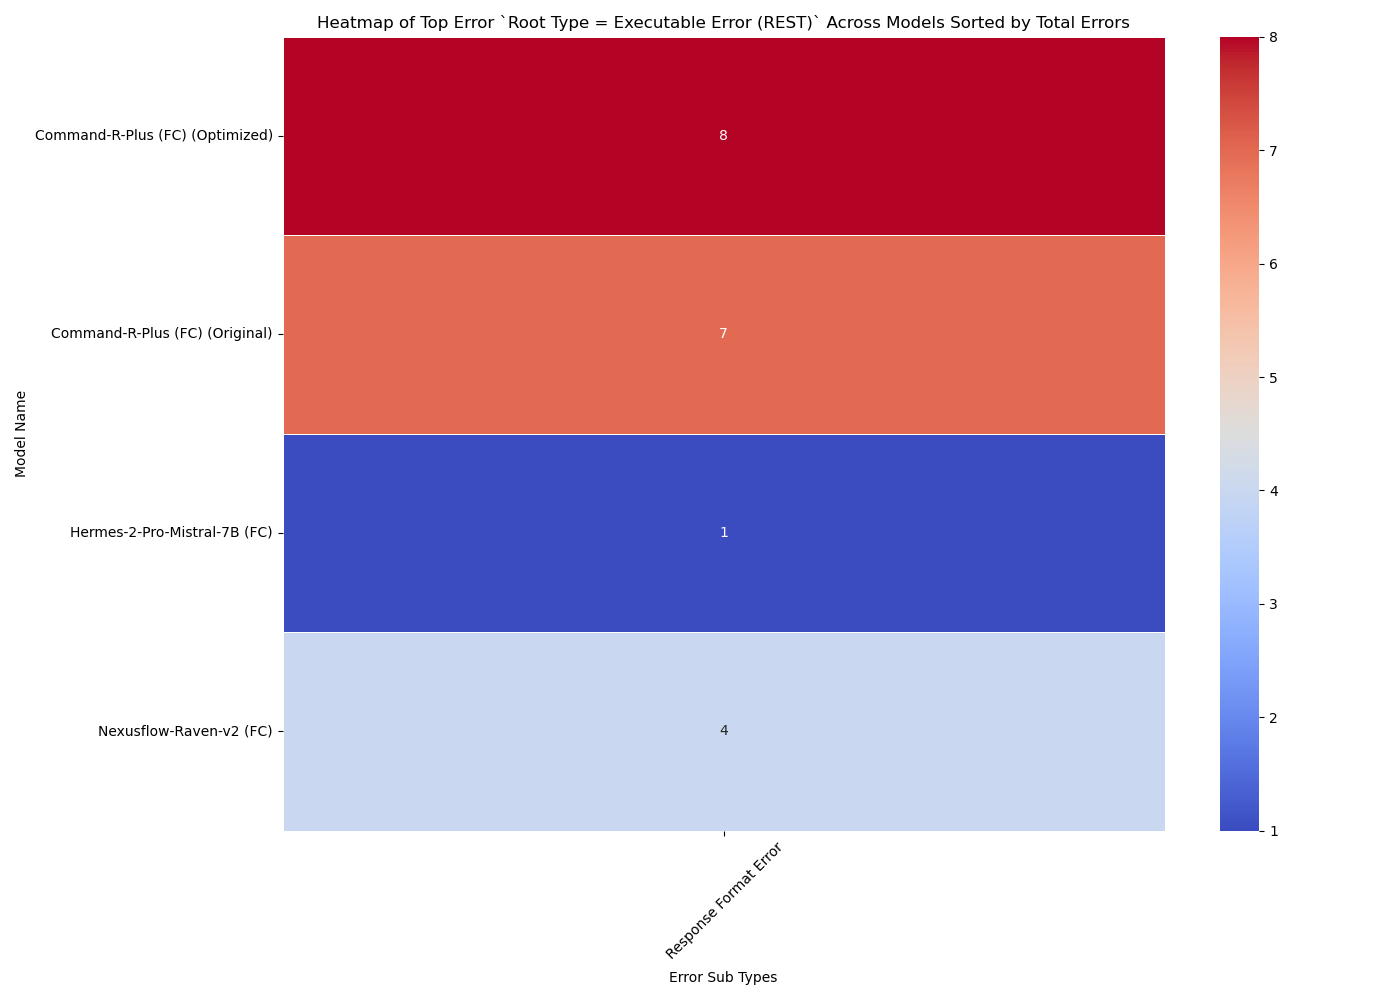 Heatmap of Top Error `Root Type = Executable Error (REST)` Across Models Sorted by Total Errors
Model Name
Command-R-Plus (FC) (Optimized)
Command-R-Plus (FC) (Original)
Hermes-2-Pro-Mistral-7B (FC)
Nexusflow-Raven-v2 (FC)
8
7
1
4
Response Format Error
Error Sub Types
8
7
6
5
4
3
2
1